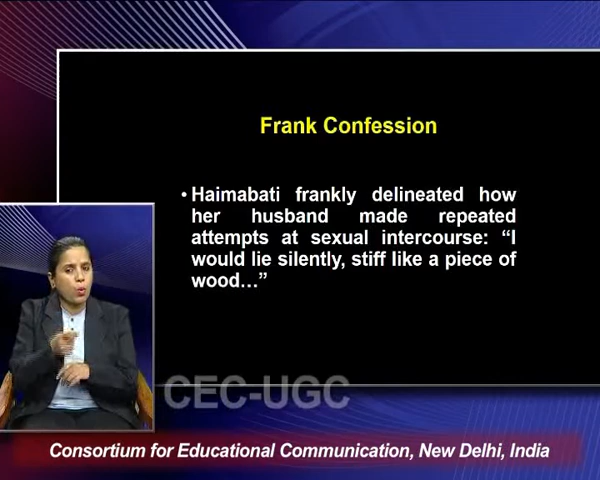 Frank Confession
• Haimabati frankly delineated how
her husband made repeated
attempts at sexual intercourse: “I
would lie silently, stiff like a piece of
wood…”
CEC-UGC
Consortium for Educational Communication, New Delhi, India